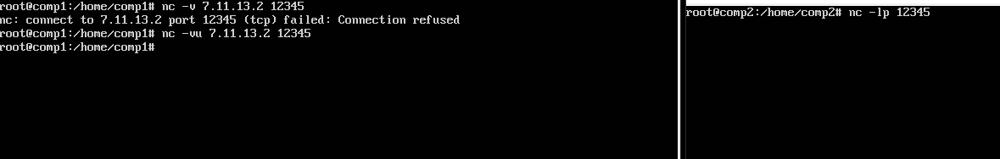 root@comp1:/home/comp1# nc -v 7.11.13.2 12345
nc: connect to 7.11.13.2 port 12345 (tcp) failed: Connection refused
root@comp1:/home/comp1# nc -vu 7.11.13.2 12345
root@comp1:/home/comp1#
root@comp2:/home/comp2# nc -lp 12345